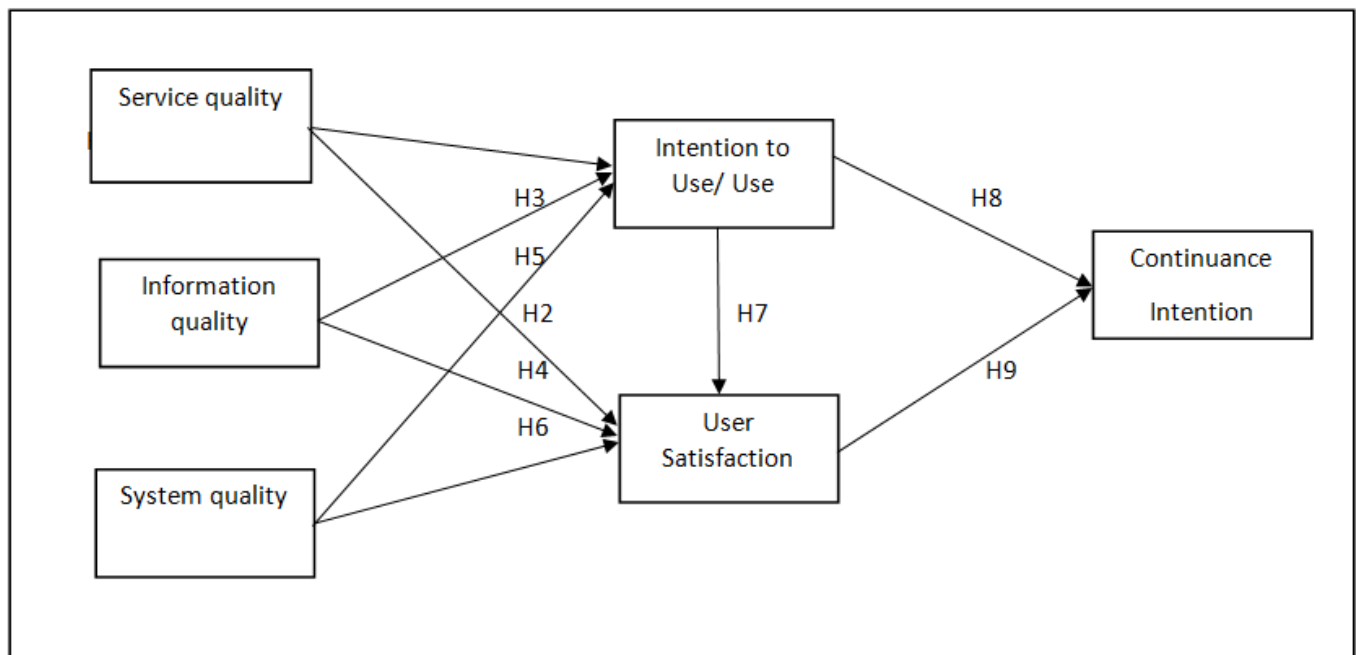 Service quality
Intention to
Use/ Use
H3
H8
H5
Continuance
Intention
Information
quality
H2
H7
H4
H9
User
Satisfaction
H6
System quality